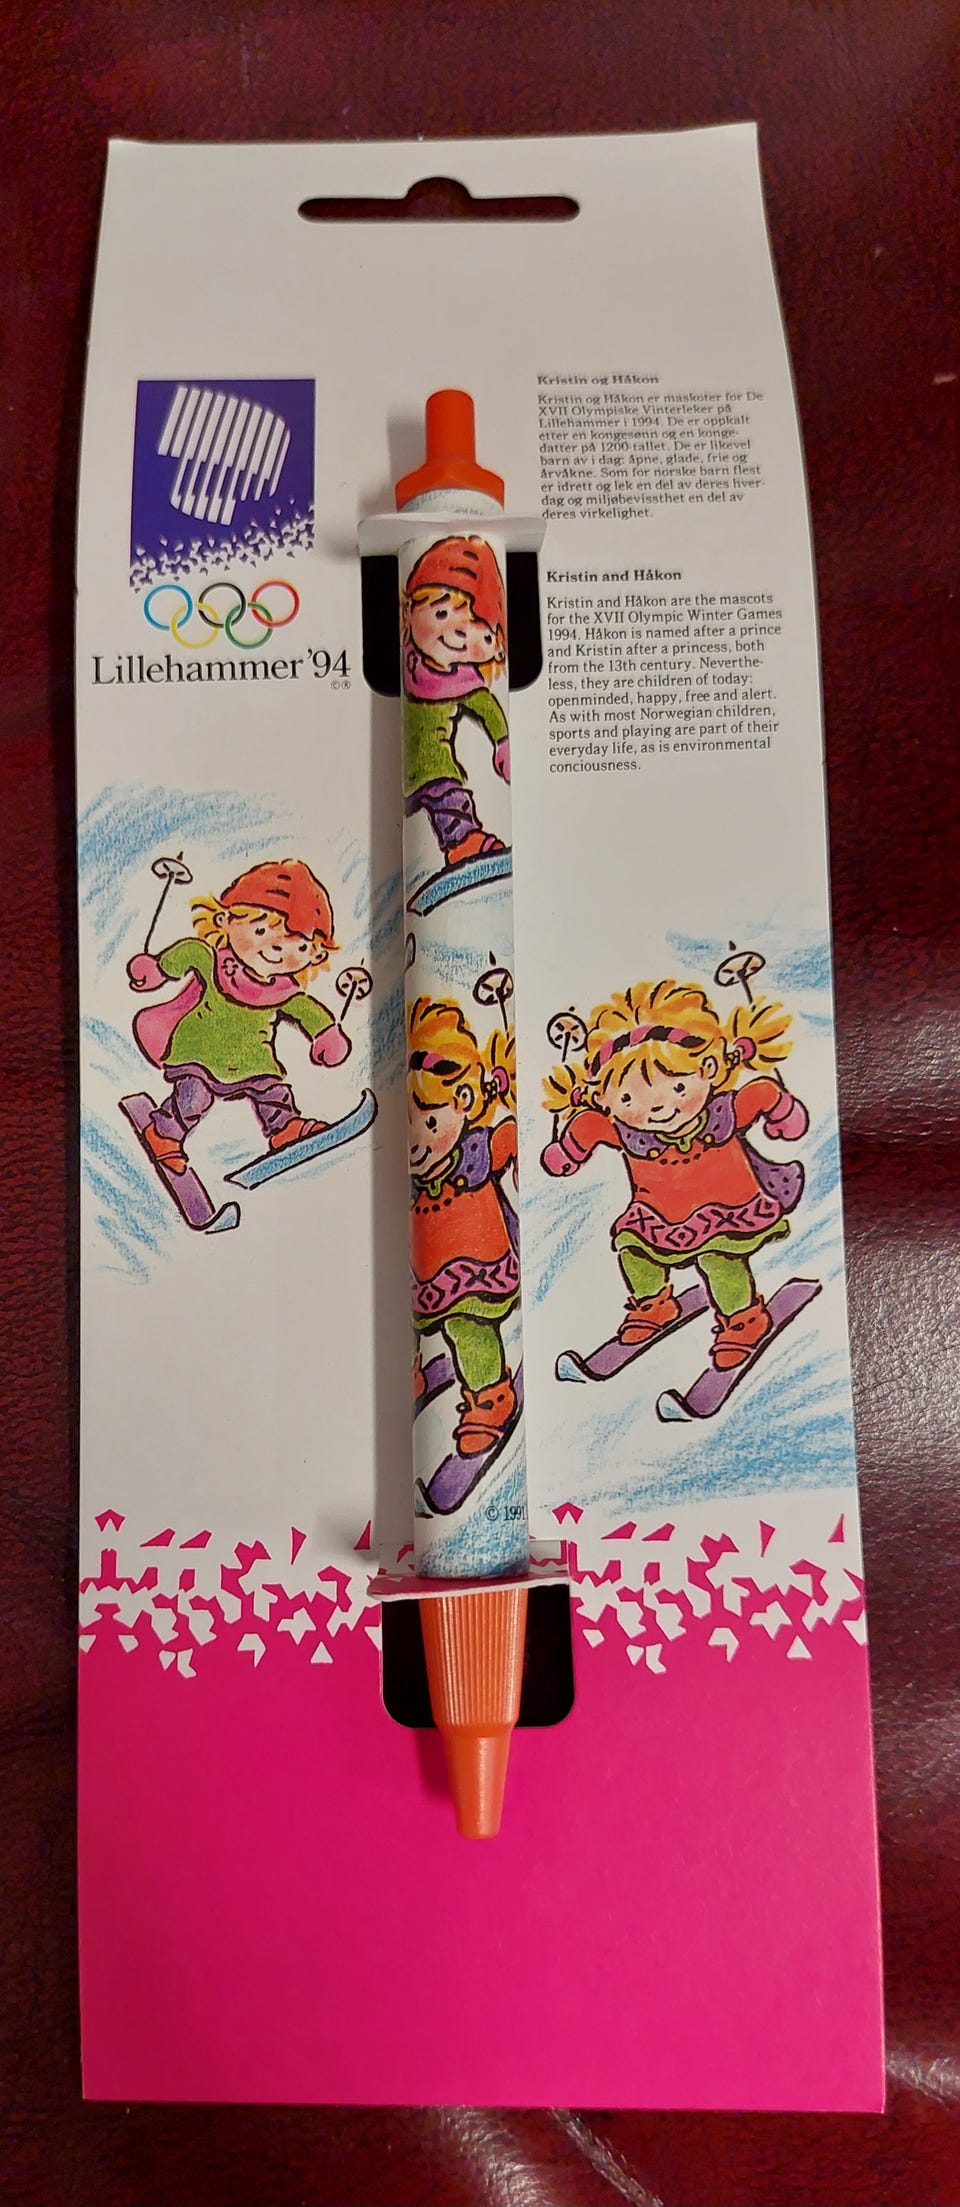 Kristin og Håkon
Kristin og Håkon er maskoter for De
XVII Olympiske Vinterleker på
Lillehammer i 1994. De er oppkalt
etter en kongesønn og en konge-
datter på 1200-tallet. De er likevel
barn av i dag: åpne, glade, frie og
årvåkne. Som for norske barn flest
er idrett og lek en del av deres hver-
dag og miljøbevissthet en del av
deres virkelighet.
Kristin and Håkon
Kristin and Håkon are the mascots
for the XVII Olympic Winter Games
1994. Håkon is named after a prince
and Kristin after a princess, both
from the 13th century. Neverthe-
less, they are children of today:
openminded, happy, free and alert.
As with most Norwegian children,
sports and playing are part of their
everyday life, as is environmental
conciousness.
Lillehammer '94
©®
© 1991